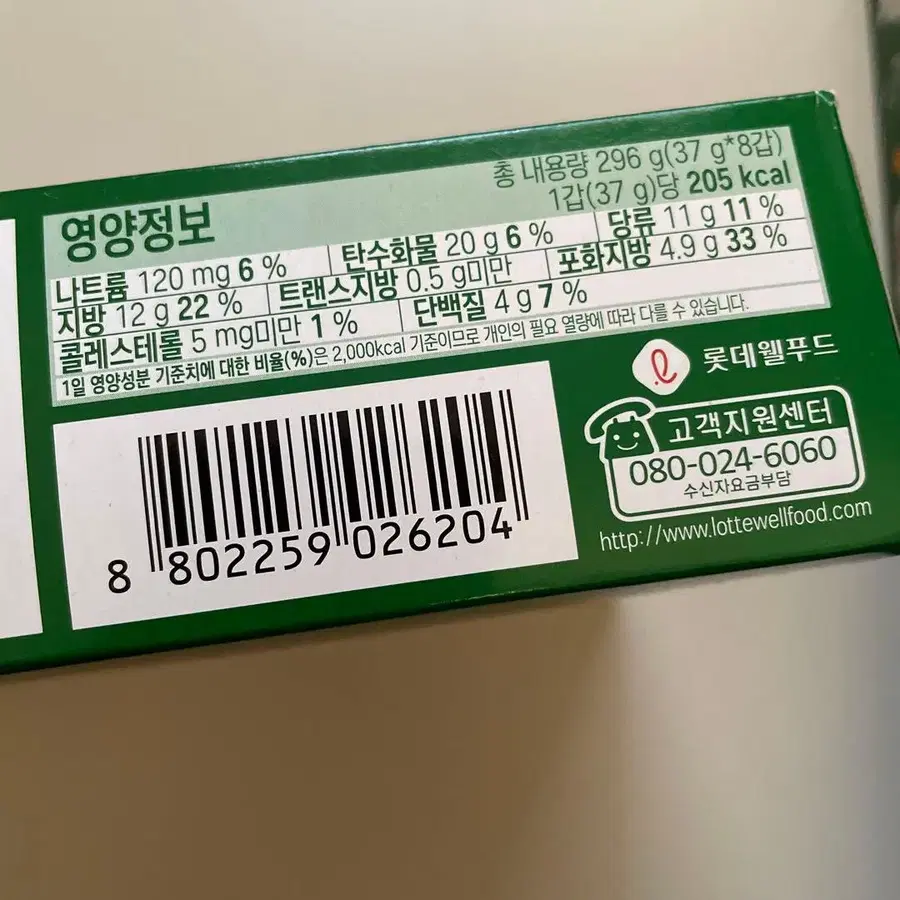 영양정보
총 내용량 296 g(37 g*8갑)
1갑(37 g)당 205 kcal
나트륨 120 mg 6 % 탄수화물 20 g 6 % 당류 11 g 11 %
지방 12 g 22 % 트랜스지방 0.5 g미만 포화지방 4.9 g 33 %
콜레스테롤 5 mg미만 1 % 단백질 4 g 7 %
1일 영양성분 기준치에 대한 비율(%)은 2,000kcal 기준이므로 개인의 필요 열량에 따라 다를 수 있습니다.
롯데웰푸드
고객지원센터
080-024-6060
수신자요금부담
http://www.lottewellfood.com
8 802259 026204